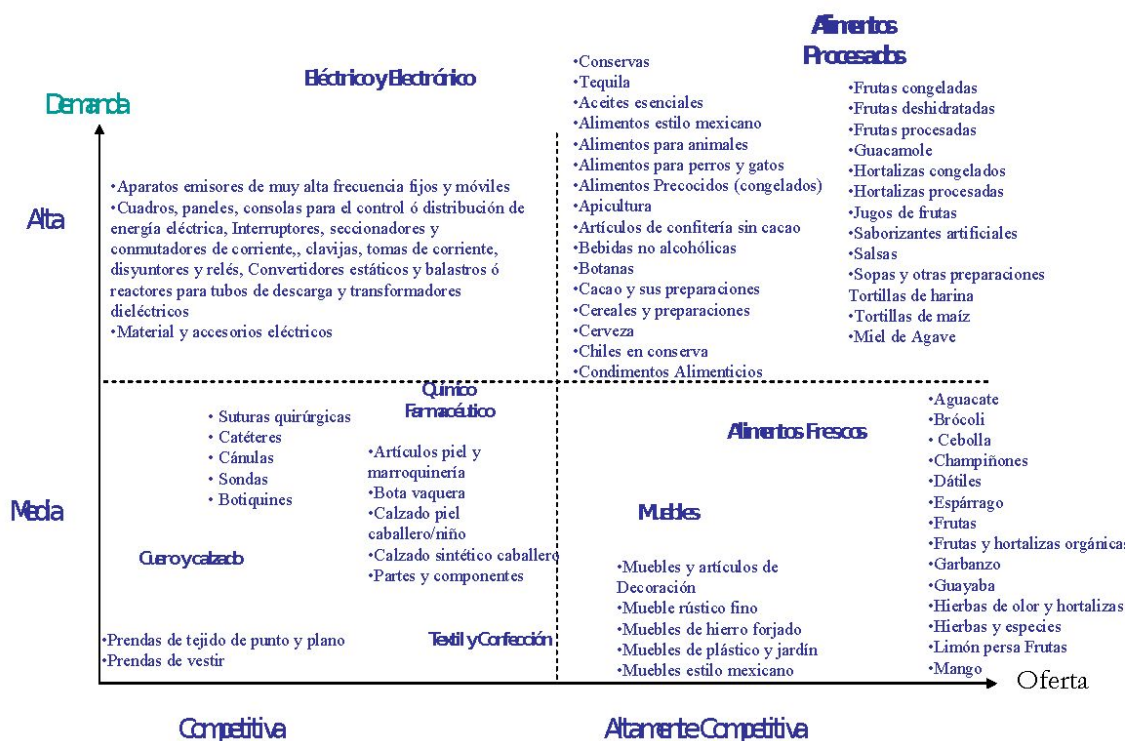 Alimentos
Procesados
Eléctrico y Electrónico
Demanda
Alta
•Aparatos emisores de muy alta frecuencia fijos y móviles
•Cuadros, paneles, consolas para el control ó distribución de
energía eléctrica, Interruptores, seccionadores y
conmutadores de corriente,, clavijas, tomas de corriente,
disyuntores y relés, Convertidores estáticos y balastros ó
reactores para tubos de descarga y transformadores
dieléctricos
•Material y accesorios eléctricos
•Conservas
•Tequila
•Aceites esenciales
•Alimentos estilo mexicano
•Alimentos para animales
•Alimentos para perros y gatos
•Alimentos Precocidos (congelados)
•Apicultura
•Artículos de confitería sin cacao
•Bebidas no alcohólicas
•Botanas
•Cacao y sus preparaciones
•Cereales y preparaciones
•Cerveza
•Chiles en conserva
•Condimentos Alimenticios
•Frutas congeladas
•Frutas deshidratadas
•Frutas procesadas
•Guacamole
•Hortalizas congelados
•Hortalizas procesadas
•Jugos de frutas
•Saborizantes artificiales
•Salsas
•Sopas y otras preparaciones
Tortillas de harina
•Tortillas de maíz
•Miel de Agave
Media
Químico
Farmacéutico
• Suturas quirúrgicas
• Catéteres
• Cánulas
• Sondas
• Botiquines
Cuero y calzado
•Artículos piel y
marroquinería
•Bota vaquera
•Calzado piel
caballero/niño
•Calzado sintético caballero
•Partes y componentes
•Prendas de tejido de punto y plano
•Prendas de vestir
Textil y Confección
Alimentos Frescos
Muebles
•Muebles y artículos de
Decoración
•Mueble rústico fino
•Muebles de hierro forjado
•Muebles de plástico y jardín
•Muebles estilo mexicano
•Aguacate
•Brócoli
• Cebolla
•Champiñones
•Dátiles
•Espárrago
•Frutas
•Frutas y hortalizas orgánicas
•Garbanzo
•Guayaba
•Hierbas de olor y hortalizas
•Hierbas y especies
•Limón persa Frutas
•Mango
Oferta
Competitiva
Altamente Competitiva